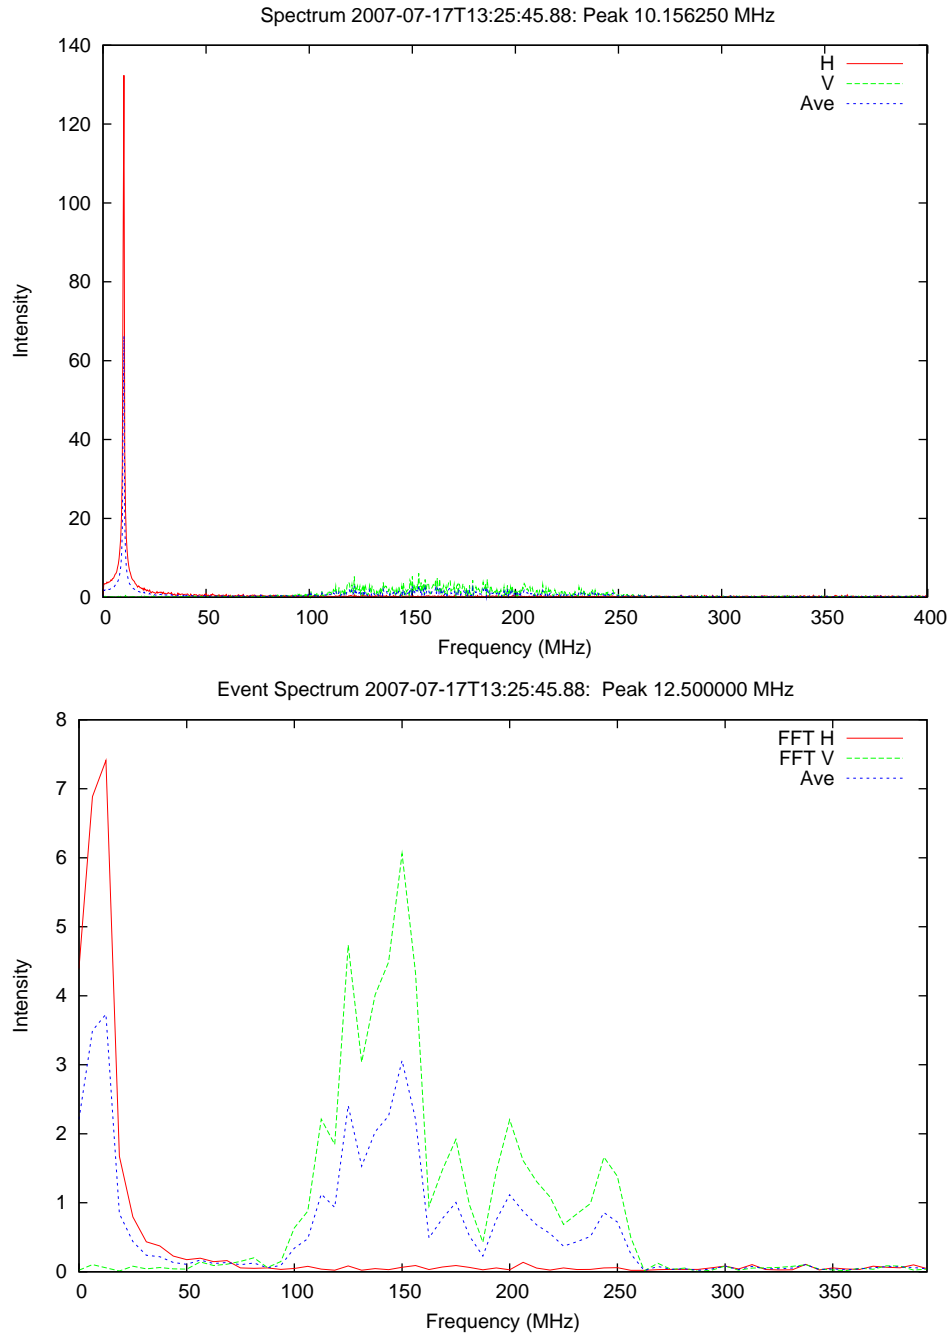 Spectrum 2007-07-17T13:25:45.88: Peak 10.156250 MHz
140
120
100
80
60
40
20
0
H
V
Ave
Intensity
0 50 100 150 200 250 300 350 400
Frequency (MHz)
Event Spectrum 2007-07-17T13:25:45.88: Peak 12.500000 MHz
8
7
6
5
4
3
2
1
0
FFT H
FFT V
Ave
Intensity
0 50 100 150 200 250 300 350
Frequency (MHz)